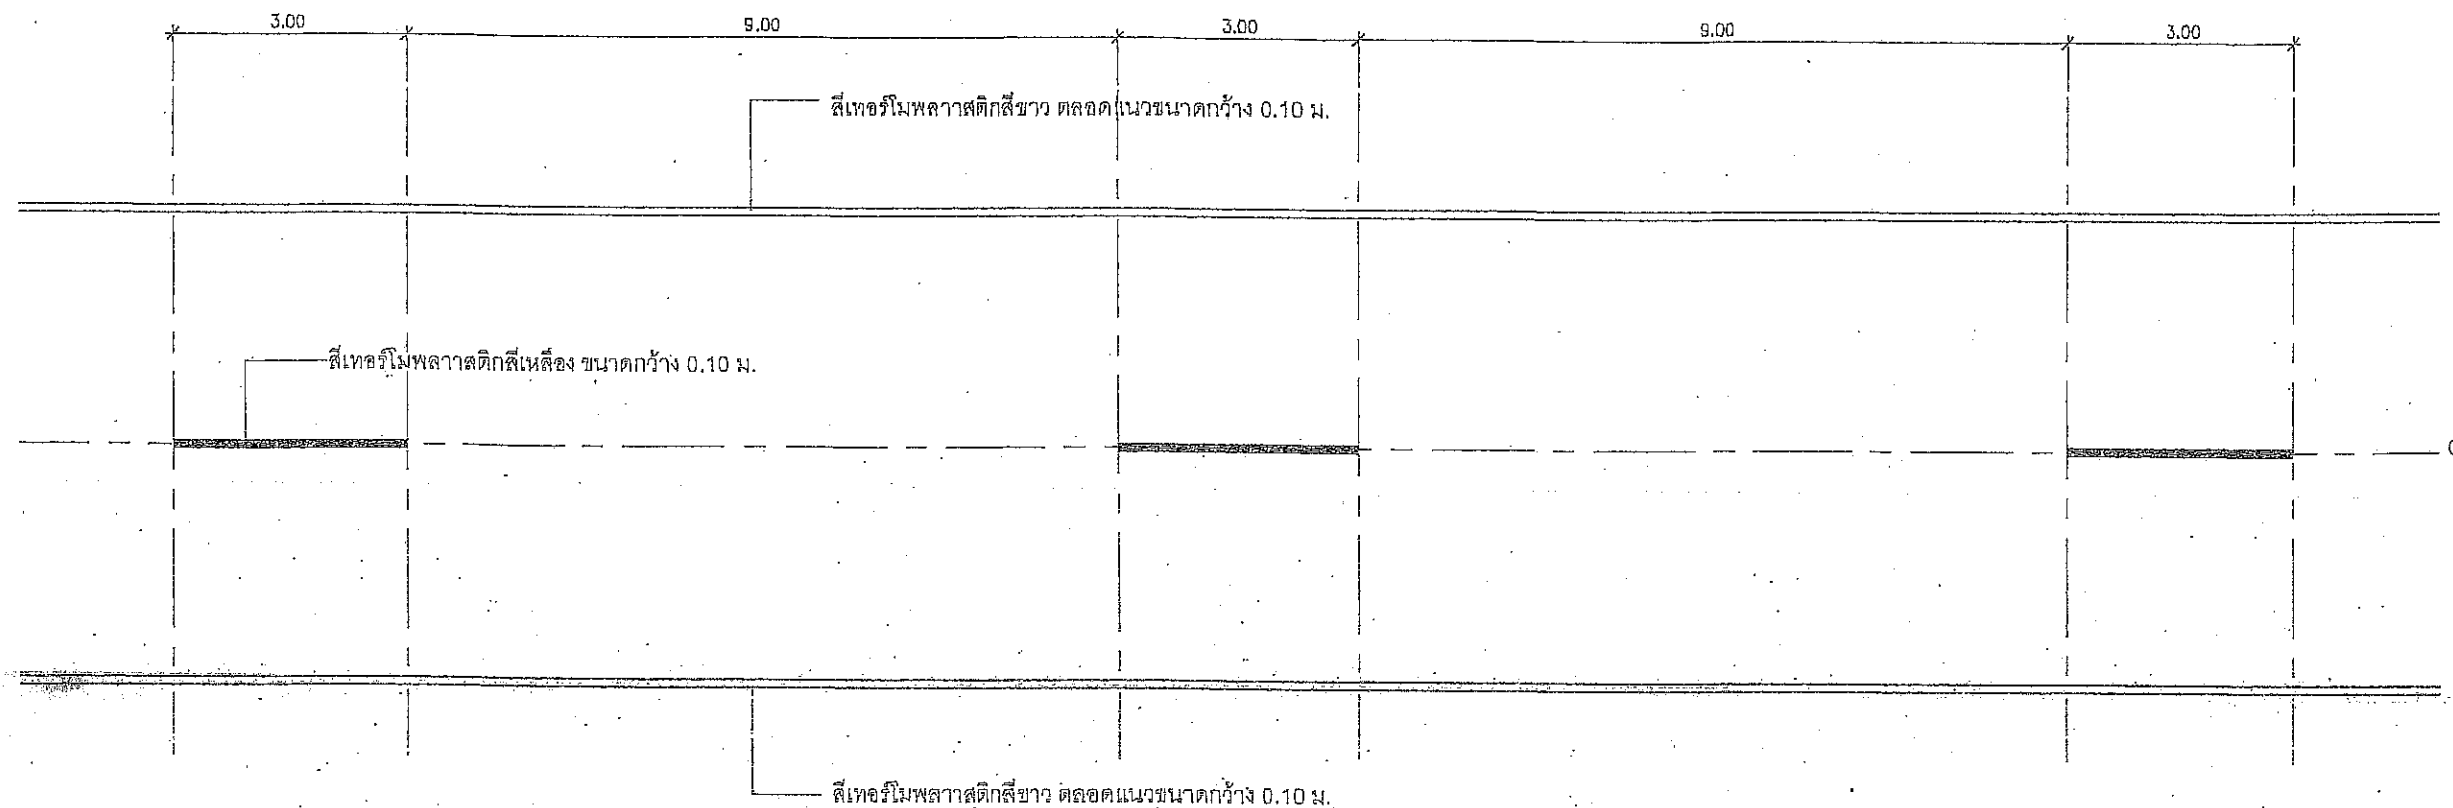 3.00 9.00 3.00 9.00 3.00
สีเทอร์โมพลาาสติกสีขาว ตลอดแนวขนาดกว้าง 0.10 ม.
สีเทอร์โมพลาาสติกสีเหลือง ขนาดกว้าง 0.10 ม.
สีเทอร์โมพลาาสติกสีขาว ตลอดแนวขนาดกว้าง 0.10 ม.